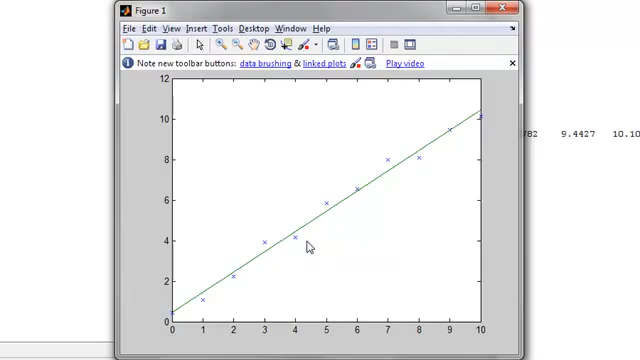 Figure 1
File Edit View Insert Tools Desktop Window Help
Note new toolbar buttons: data brushing & linked plots Play video
12
10
8
6
4
2
0
0 1 2 3 4 5 6 7 8 9 10
782 9.4427 10.10